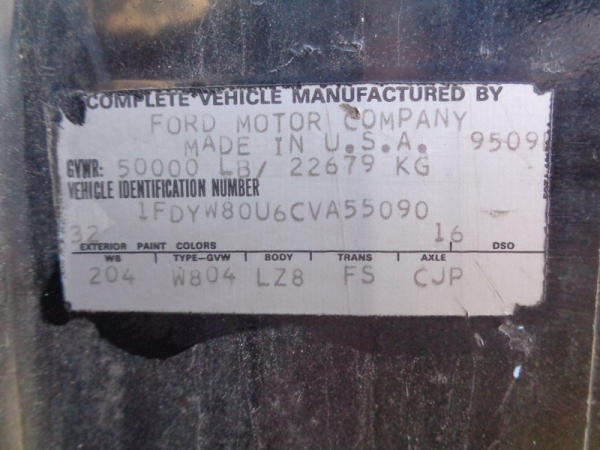 COMPLETE VEHICLE MANUFACTURED BY
FORD MOTOR COMPANY
MADE IN U.S.A. 9509
GVWR: 50000 LB/ 22679 KG
VEHICLE IDENTIFICATION NUMBER
1FDYW80U6CVA55090
32 16
EXTERIOR PAINT COLORS DSO
WB TYPE-GVW BODY TRANS AXLE
204 W804 LZ8 FS CJP